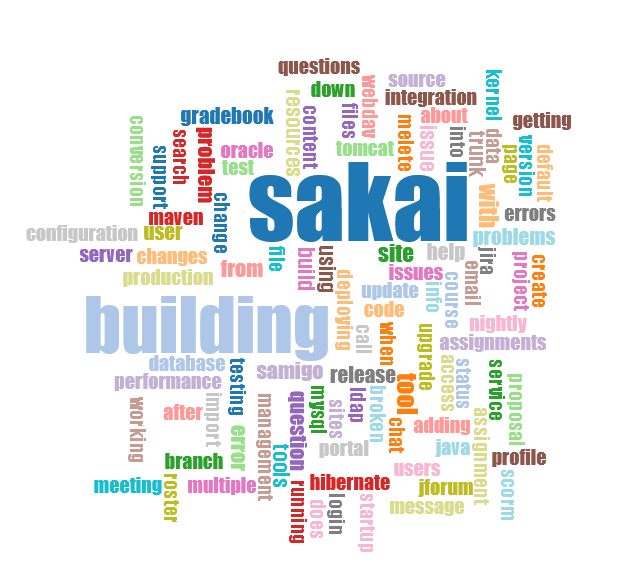 questions
source
down
kernel
webdav
integration
resources
files
gradebook
content
about
getting
conversion
melete
search
problem
issue
into
data
trunk
version
page
default
support
oracle
test
tomcat
sakai
with
maven
change
errors
configuration
user
problems
server
changes
from
file
build
using
site
help
jira
email
project
create
production
issues
deploying
update
info
course
code
building
call
when
nightly
upgrade
assignments
database
testing
samigo
release
access
status
service
performance
tool
proposal
working
after
import
management
question
mysql
sites
ldap
broken
chat
adding
assignment
error
tools
portal
java
branch
users
profile
scorm
meeting
roster
multiple
running
hibernate
jforum
does
login
startup
message